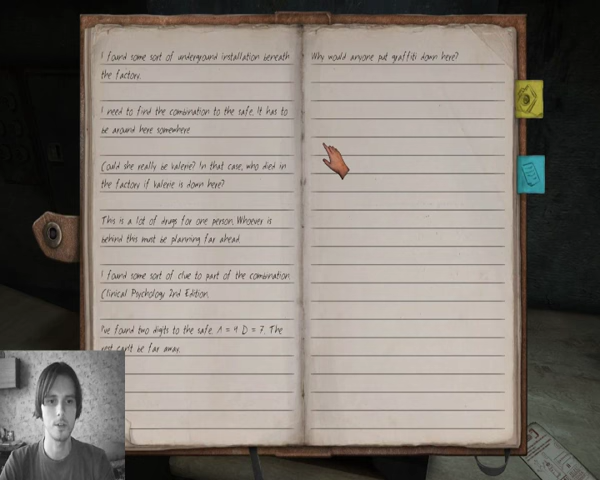 I found some sort of underground installation beneath
the factory.
I need to find the combination to the safe. It has to
be around here somewhere
Could she really be Valerie? In that case, who died in
the factory if Valerie is down here?
This is a lot of drugs for one person. Whoever is
behind this must be planning far ahead.
I found some sort of clue to part of the combination.
Clinical Psychology 2nd Edition.
I've found two digits to the safe. A = 4 D = 7. The
rest can't be far away.
Why would anyone put graffiti down here?